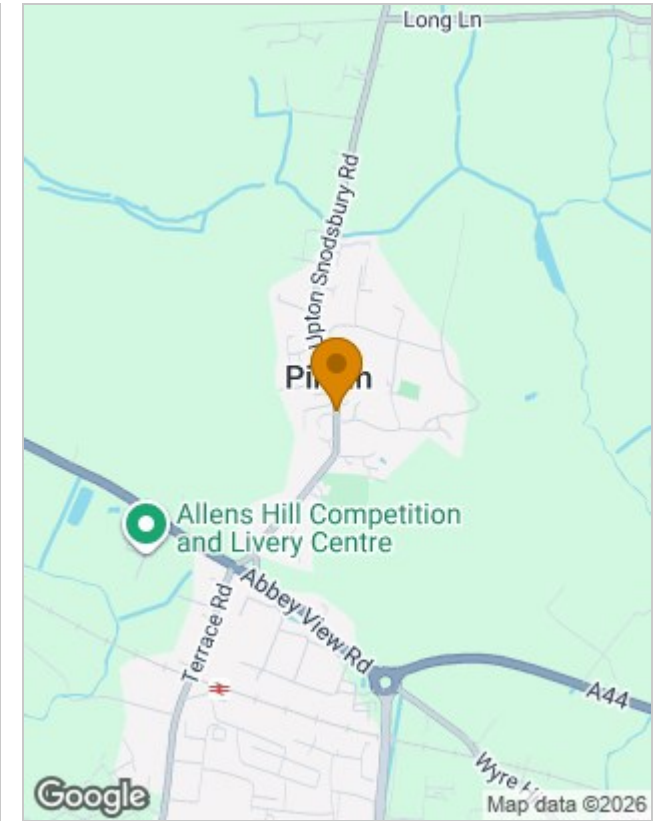 Long Ln
Upton Snodsbury Rd
Allens Hill Competition
and Livery Centre
Abbey View Rd
Terrace Rd
A44
Wyre
Google
Map data ©2026